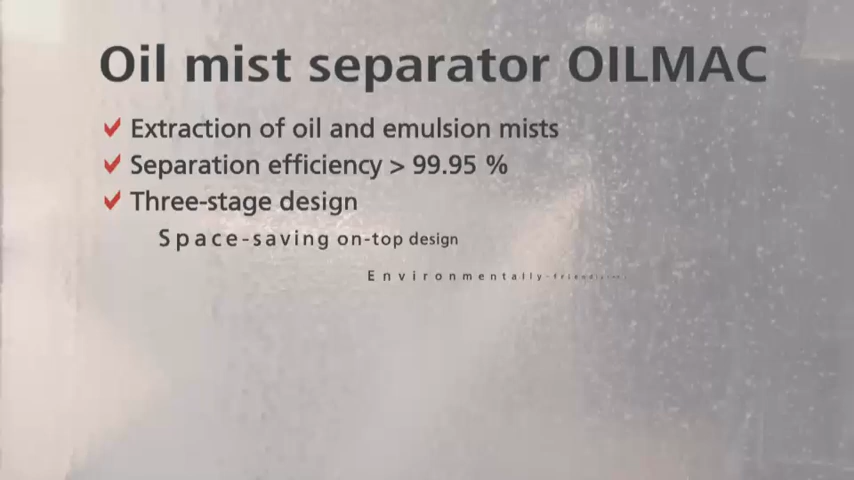 Oil mist separator OILMAC
Extraction of oil and emulsion mists
Separation efficiency > 99.95 %
Three-stage design
Space-saving on-top design
Environmentally-